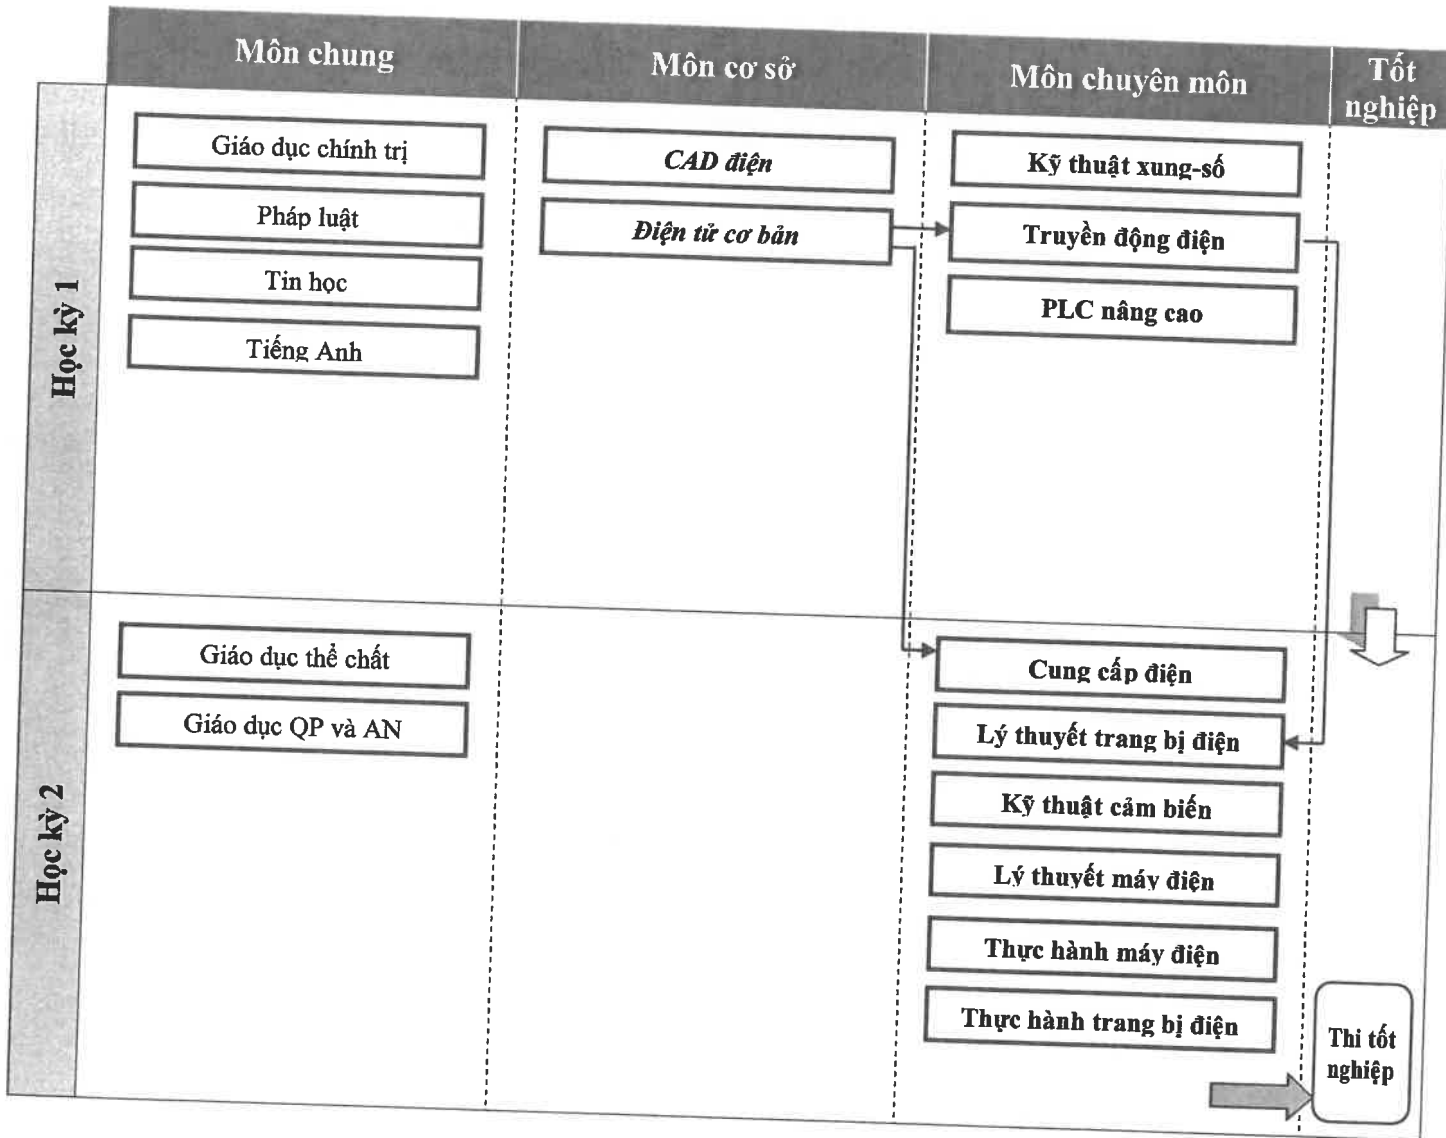 Môn chung
Môn cơ sở
Môn chuyên môn
Tốt
nghiệp
Học kỳ 1
Giáo dục chính trị
Pháp luật
Tin học
Tiếng Anh
CAD điện
Điện tử cơ bản
Kỹ thuật xung-số
Truyền động điện
PLC nâng cao
Học kỳ 2
Giáo dục thể chất
Giáo dục QP và AN
Cung cấp điện
Lý thuyết trang bị điện
Kỹ thuật cảm biến
Lý thuyết máy điện
Thực hành máy điện
Thực hành trang bị điện
Thi tốt
nghiệp